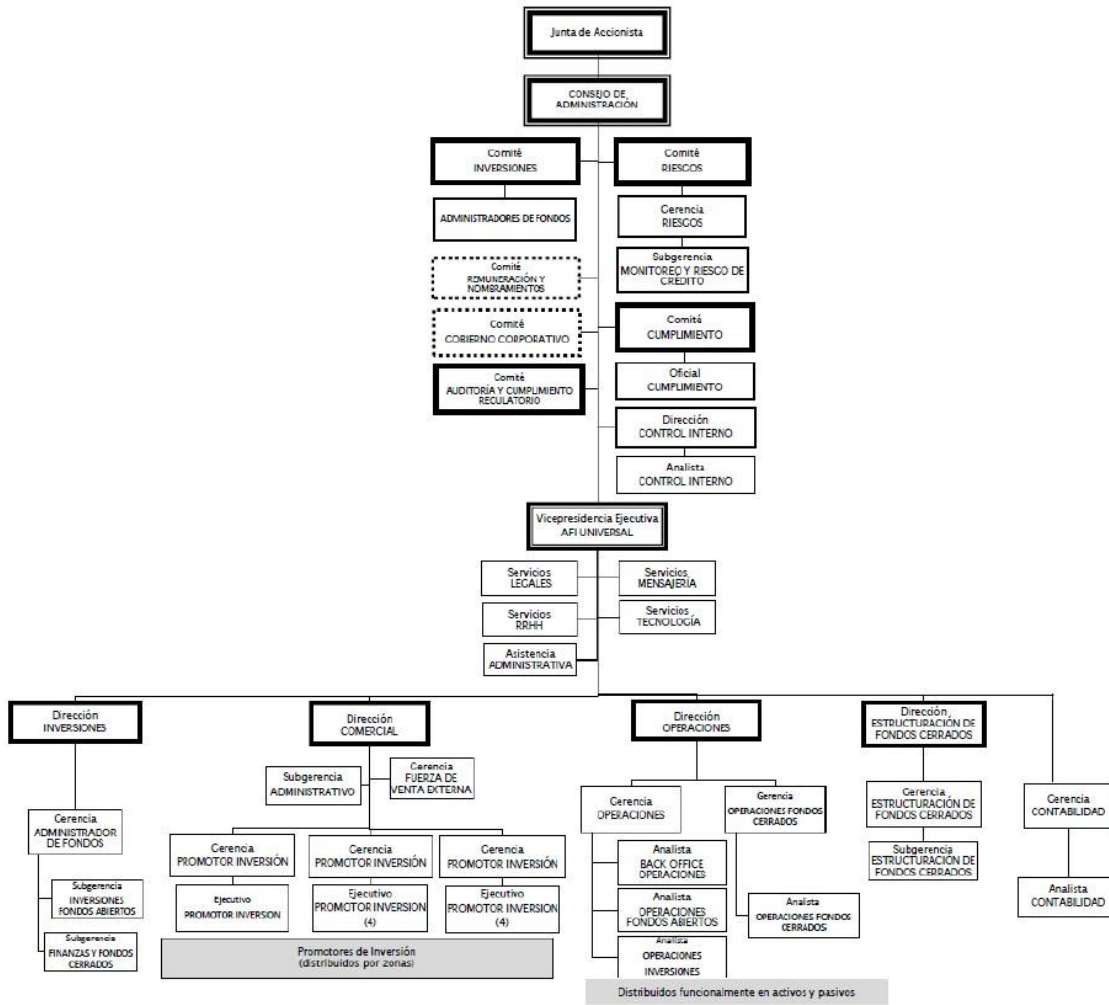 Junta de Accionista
CONSEJO DE
ADMINISTRACIÓN
Comité
INVERSIONES
Comité
RIESGOS
ADMINISTRADORES DE FONDOS
Gerencia
RIESGOS
Comité
REMUNERACIÓN Y
NOMBRAMIENTOS
Subgerencia
MONITOREO Y RIESGO DE
CRÉDITO
Comité
GOBIERNO CORPORATIVO
Comité
CUMPLIMIENTO
Comité
AUDITORÍA Y CUMPLIMIENTO
REGULATORIO
Oficial
CUMPLIMIENTO
Dirección
CONTROL INTERNO
Analista
CONTROL INTERNO
Vicepresidencia Ejecutiva
AFI UNIVERSAL
Servicios
LEGALES
Servicios
MENSAJERIA
Servicios
RRHH
Servicios
TECNOLOGÍA
Asistencia
ADMINISTRATIVA
Dirección
INVERSIONES
Dirección
COMERCIAL
Dirección
OPERACIONES
Dirección
ESTRUCTURACIÓN DE
FONDOS CERRADOS
Gerencia
ADMINISTRADOR
DE FONDOS
Subgerencia
INVERSIONES
FONDOS ABIERTOS
Subgerencia
FINANZAS Y FONDOS
CERRADOS
Subgerencia
ADMINISTRATIVO
Gerencia
FUERZA DE
VENTA EXTERNA
Gerencia
PROMOTOR INVERSIÓN
Gerencia
PROMOTOR INVERSIÓN
Gerencia
PROMOTOR INVERSIÓN
Ejecutivo
PROMOTOR INVERSION
Ejecutivo
PROMOTOR INVERSION
(4)
Ejecutivo
PROMOTOR INVERSION
(4)
Promotores de Inversión
(distribuidos por zonas)
Gerencia
OPERACIONES
Gerencia
OPERACIONES FONDOS
CERRADOS
Analista
BACK OFFICE
OPERACIONES
Analista
OPERACIONES
FONDOS ABIERTOS
Analista
OPERACIONES
INVERSIONES
Analista
OPERACIONES FONDOS
CERRADOS
Distribuidos funcionalmente en activos y pasivos
Gerencia
ESTRUCTURACIÓN DE
FONDOS CERRADOS
Subgerencia
ESTRUCTURACIÓN DE
FONDOS CERRADOS
Gerencia
CONTABILIDAD
Analista
CONTABILIDAD